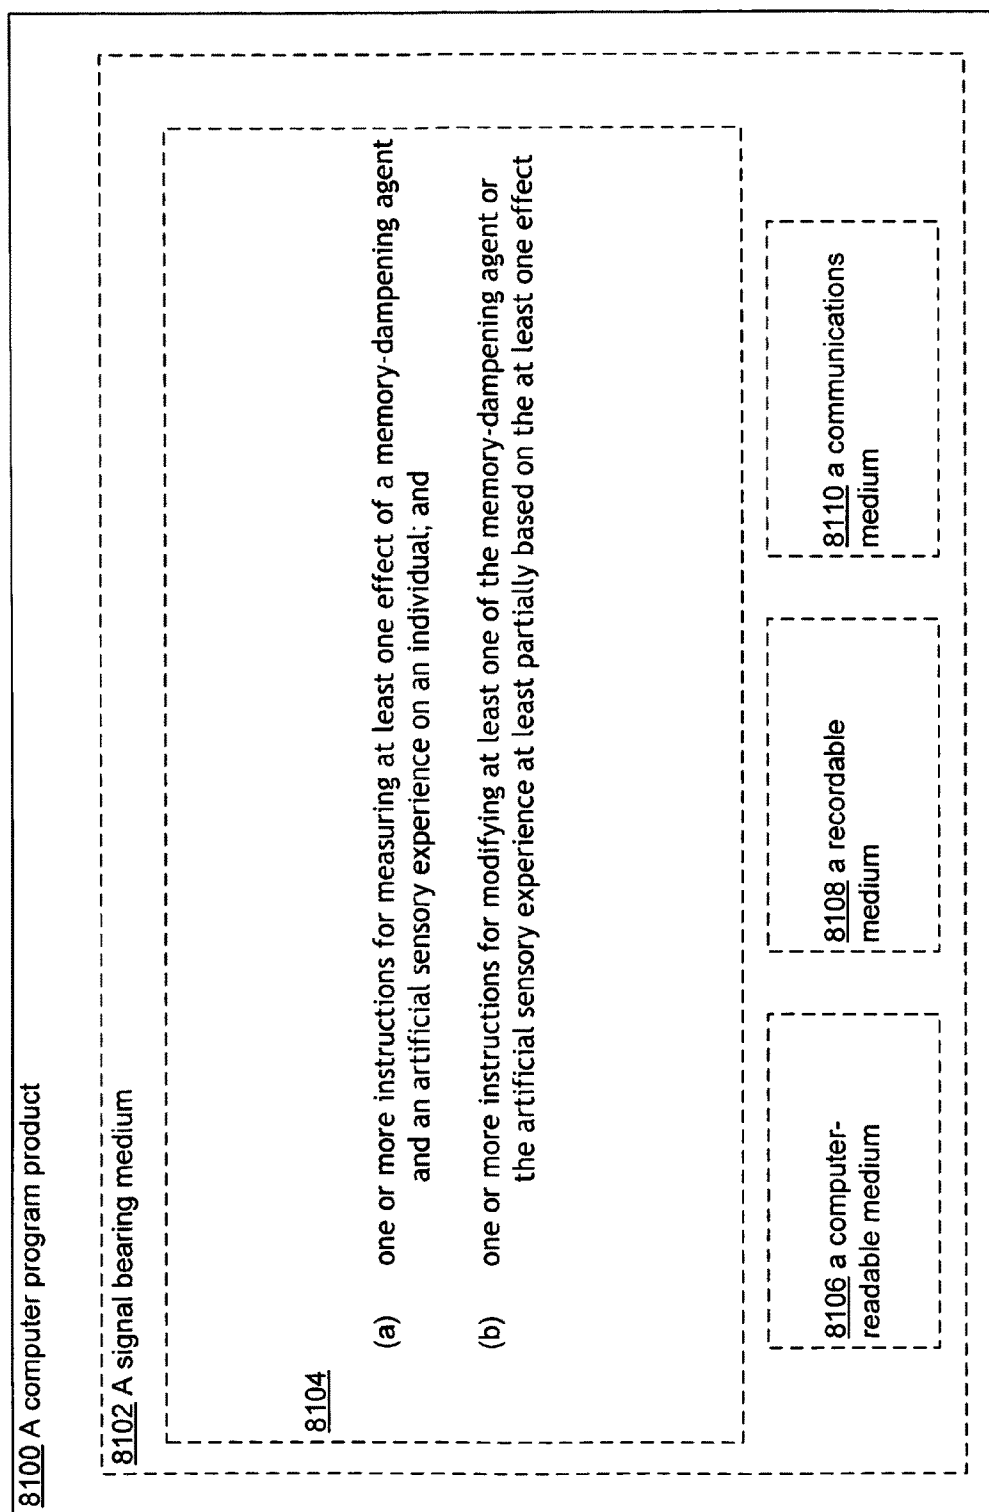 8100 A computer program product
8102 A signal bearing medium
8104
(a) one or more instructions for measuring at least one effect of a memory-dampening agent
and an artificial sensory experience on an individual; and
(b) one or more instructions for modifying at least one of the memory-dampening agent or
the artificial sensory experience at least partially based on the at least one effect
8106 a computer-
readable medium
8108 a recordable
medium
8110 a communications
medium